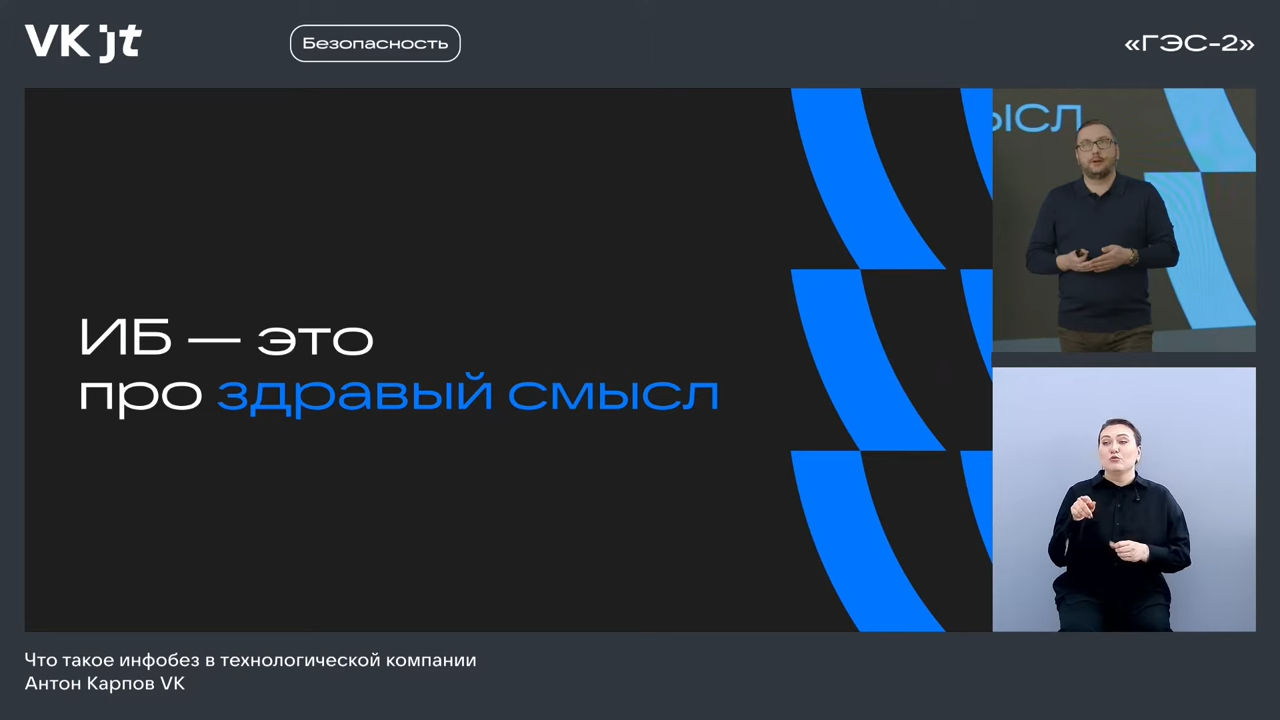 VK jt
Безопасность
«ГЭС-2»
ИБ — это
про здравый смысл
ысл
Что такое инфобез в технологической компании
Антон Карпов VK